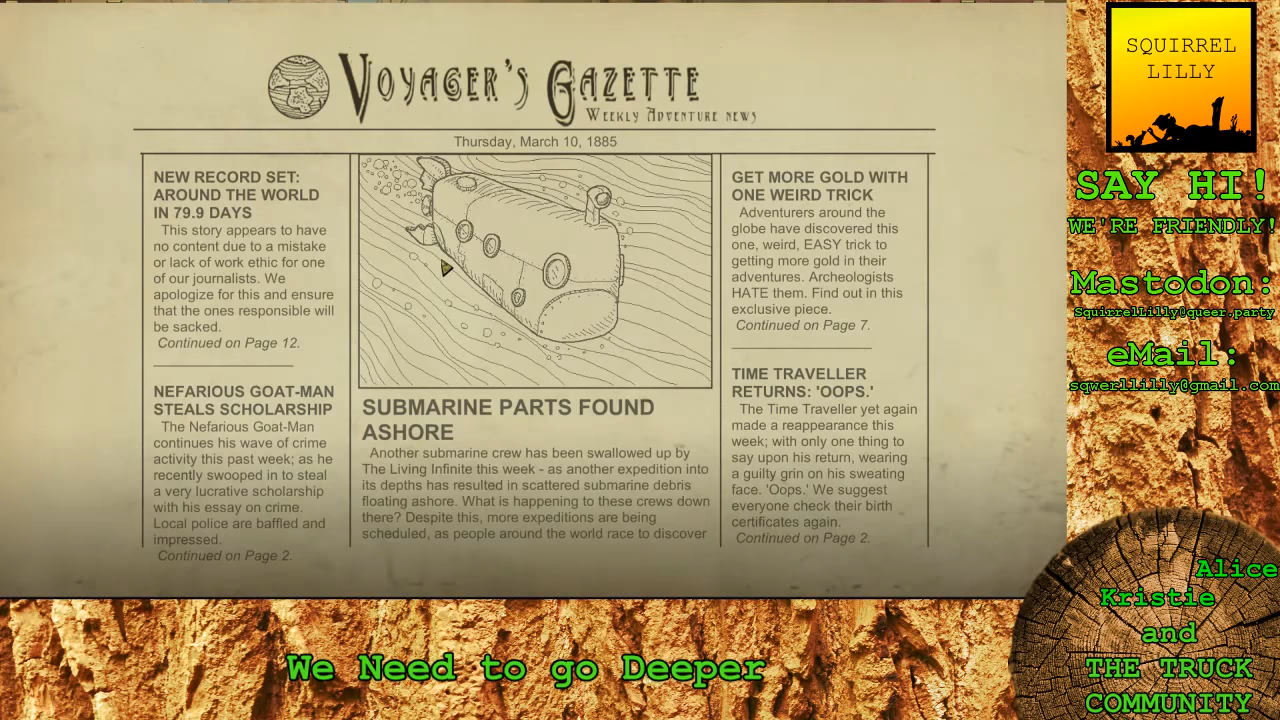 VOYAGER'S GAZETTE
WEEKLY ADVENTURE NEWS
Thursday, March 10, 1885
NEW RECORD SET:
AROUND THE WORLD
IN 79.9 DAYS
This story appears to have
no content due to a mistake
or lack of work ethic for one
of our journalists. We
apologize for this and ensure
that the ones responsible will
be sacked.
Continued on Page 12.
NEFARIOUS GOAT-MAN
STEALS SCHOLARSHIP
The Nefarious Goat-Man
continues his wave of crime
activity this past week; as he
recently swooped in to steal
a very lucrative scholarship
with his essay on crime.
Local police are baffled and
impressed.
Continued on Page 2.
SUBMARINE PARTS FOUND
ASHORE
Another submarine crew has been swallowed up by
The Living Infinite this week - as another expedition into
its depths has resulted in scattered submarine debris
floating ashore. What is happening to these crews down
there? Despite this, more expeditions are being
scheduled, as people around the world race to discover
GET MORE GOLD WITH
ONE WEIRD TRICK
Adventurers around the
globe have discovered this
one, weird, EASY trick to
getting more gold in their
adventures. Archeologists
HATE them. Find out in this
exclusive piece.
Continued on Page 7.
TIME TRAVELLER
RETURNS: 'OOPS.'
The Time Traveller yet again
made a reappearance this
week; with only one thing to
say upon his return, wearing
a guilty grin on his sweating
face. 'Oops.' We suggest
everyone check their birth
certificates again.
Continued on Page 2.
SQUIRREL
LILLY
SAY HI!
WE'RE FRIENDLY!
Mastodon:
SquirrelLilly@queer.party
eMail:
sqwerllilly@gmail.com
Alice
Kristie
and
THE TRUCK
COMMUNITY
We Need to go Deeper